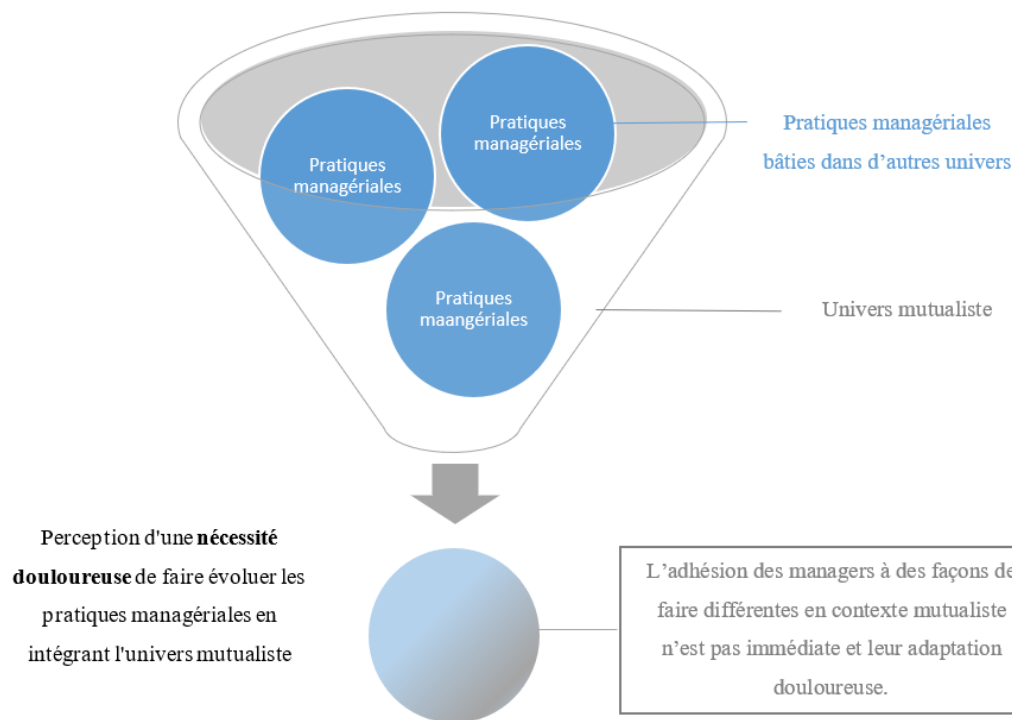 Pratiques
managériales
Pratiques
managériales
Pratiques managériales
bâties dans d'autres univers
Pratiques
maangériales
Univers mutualiste
Perception d'une nécessité
douloureuse de faire évoluer les
pratiques managériales en
intégrant l'univers mutualiste
L'adhésion des managers à des façons de
faire différentes en contexte mutualiste
n'est pas immédiate et leur adaptation
douloureuse.